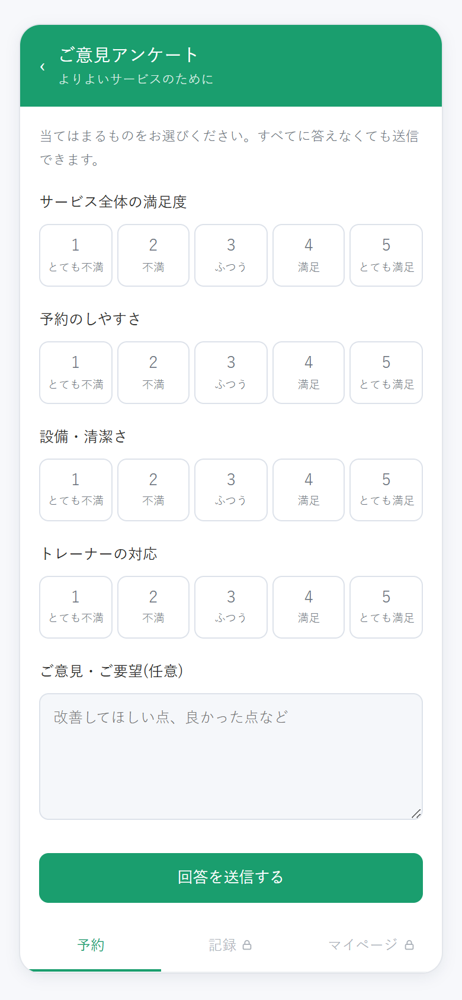 ‹
ご意見アンケート
よりよいサービスのために
当てはまるものをお選びください。すべてに答えなくても送信
できます。
サービス全体の満足度
1 2 3 4 5
とても不満 不満 ふつう 満足 とても満足
予約のしやすさ
1 2 3 4 5
とても不満 不満 ふつう 満足 とても満足
設備・清潔さ
1 2 3 4 5
とても不満 不満 ふつう 満足 とても満足
トレーナーの対応
1 2 3 4 5
とても不満 不満 ふつう 満足 とても満足
ご意見・ご要望(任意)
改善してほしい点、良かった点など
回答を送信する
予約 記録 マイページ